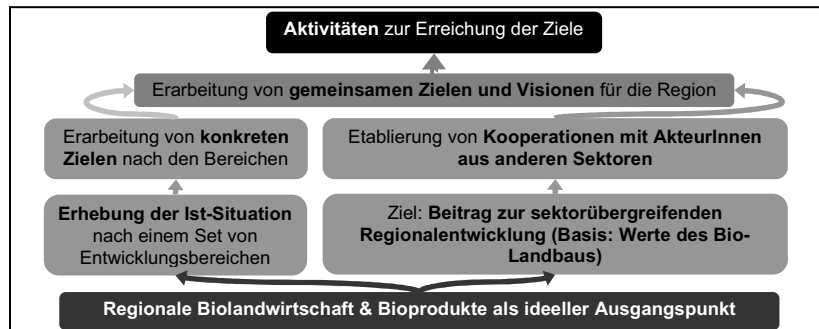 Aktivitäten zur Erreichung der Ziele
Erarbeitung von gemeinsamen Zielen und Visionen für die Region
Erarbeitung von konkreten
Zielen nach den Bereichen
Etablierung von Kooperationen mit AkteurInnen
aus anderen Sektoren
Erhebung der Ist-Situation
nach einem Set von
Entwicklungsbereichen
Ziel: Beitrag zur sektorübergreifenden
Regionalentwicklung (Basis: Werte des Bio-
Landbaus)
Regionale Biolandwirtschaft & Bioprodukte als ideeller Ausgangspunkt